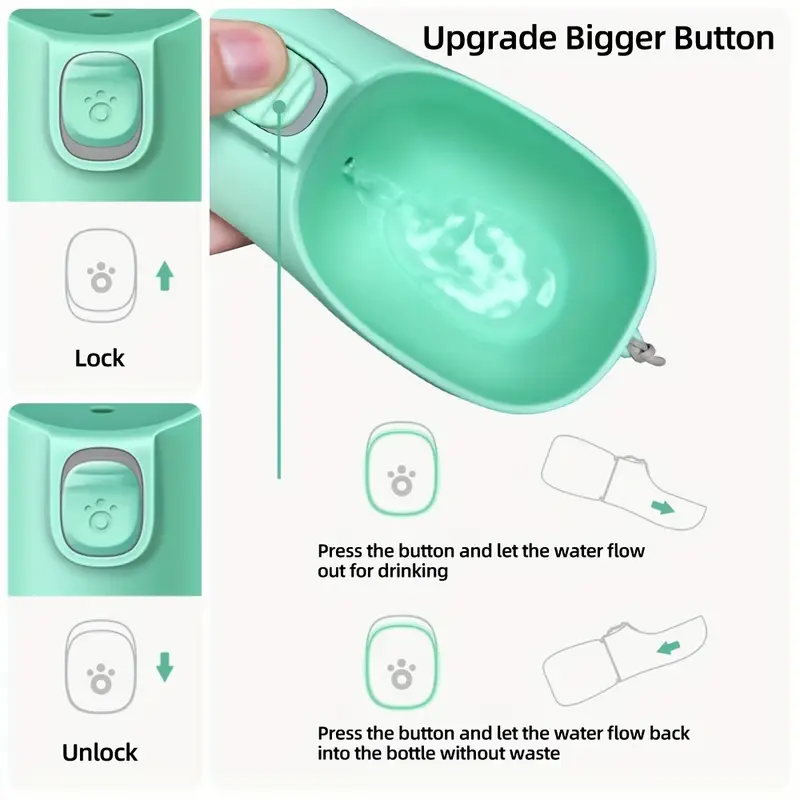 Upgrade Bigger Button
Lock
Press the button and let the water flow
out for drinking
Unlock
Press the button and let the water flow back
into the bottle without waste